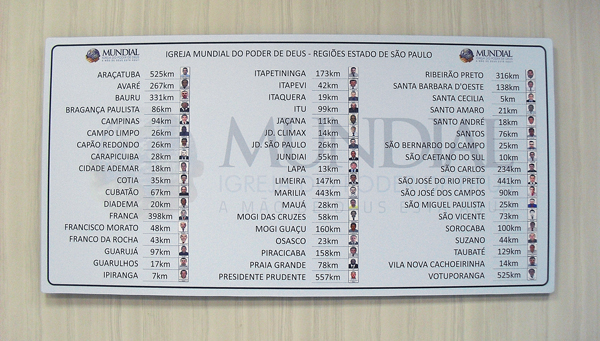 MUNDIAL
IGREJA MUNDIAL DO PODER DE DEUS - REGIÕES ESTADO DE SÃO PAULO
MUNDIAL
ARAÇATUBA 525km
AVARÉ 267km
BAURU 331km
BRAGANÇA PAULISTA 86km
CAMPINAS 94km
CAMPO LIMPO 26km
CAPÃO REDONDO 26km
CARAPICUIBA 28km
CIDADE ADEMAR 18km
COTIA 35km
CUBATÃO 67km
DIADEMA 20km
FRANCA 398km
FRANCISCO MORATO 48km
FRANCO DA ROCHA 43km
GUARUJÁ 97km
GUARULHOS 17km
IPIRANGA 7km
ITAPETININGA 173km
ITAPEVI 42km
ITAQUERA 19km
ITU 99km
JAÇANA 11km
JD. CLIMAX 14km
JD. SÃO PAULO 26km
JUNDIAI 55km
LAPA 13km
LIMEIRA 147km
MARILIA 443km
MAUÁ 28km
MOGI DAS CRUZES 58km
MOGI GUAÇU 160km
OSASCO 23km
PIRACICABA 158km
PRAIA GRANDE 78km
PRESIDENTE PRUDENTE 557km
RIBEIRÃO PRETO 316km
SANTA BARBARA D'OESTE 138km
SANTA CECILIA 5km
SANTO AMARO 21km
SANTO ANDRÉ 18km
SANTOS 76km
SÃO BERNARDO DO CAMPO 25km
SÃO CAETANO DO SUL 10km
SÃO CARLOS 234km
SÃO JOSÉ DO RIO PRETO 441km
SÃO JOSÉ DOS CAMPOS 90km
SÃO MIGUEL PAULISTA 25km
SÃO VICENTE 73km
SOROCABA 100km
SUZANO 44km
TAUBATÉ 129km
VILA NOVA CACHOEIRINHA 14km
VOTUPORANGA 525km
MUNDIAL